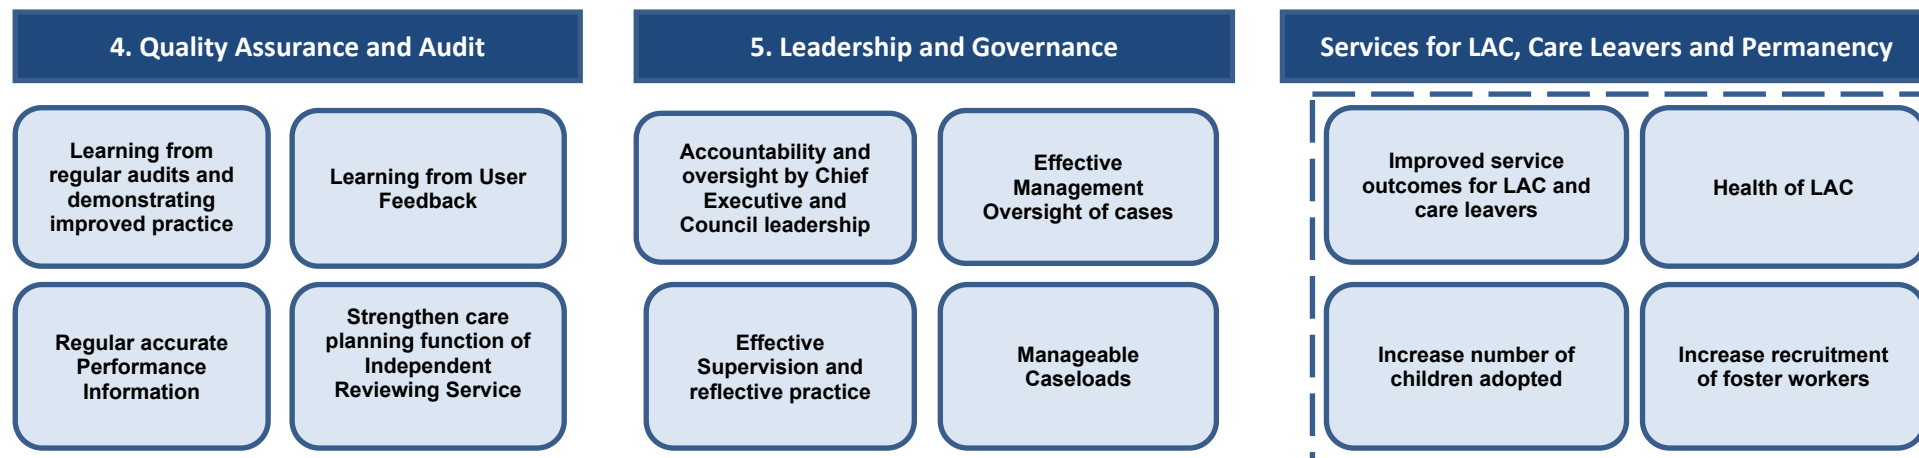 4. Quality Assurance and Audit
Learning from
regular audits and
demonstrating
improved practice
Learning from User
Feedback
Regular accurate
Performance
Information
Strengthen care
planning function of
Independent
Reviewing Service
5. Leadership and Governance
Accountability and
oversight by Chief
Executive and
Council leadership
Effective
Management
Oversight of cases
Effective
Supervision and
reflective practice
Manageable
Caseloads
Services for LAC, Care Leavers and Permanency
Improved service
outcomes for LAC and
care leavers
Health of LAC
Increase number of
children adopted
Increase recruitment
of foster workers